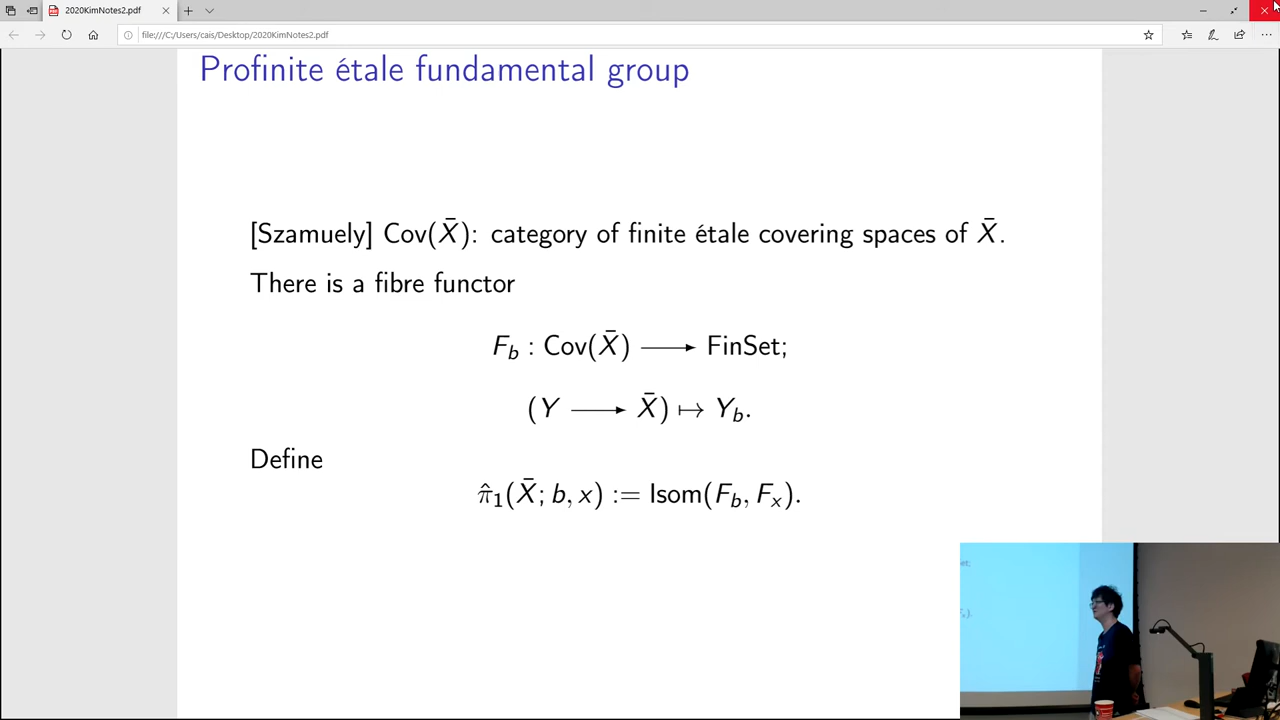 2020KimNotes2.pdf
file:///C:/Users/cais/Desktop/2020KimNotes2.pdf
Profinite étale fundamental group
[Szamuely] Cov(X̄): category of finite étale covering spaces of X̄.
There is a fibre functor
F_b : Cov(X̄) ⟶ FinSet;
(Y ⟶ X̄) ↦ Y_b.
Define
π̂₁(X̄; b, x) := Isom(F_b, F_x).